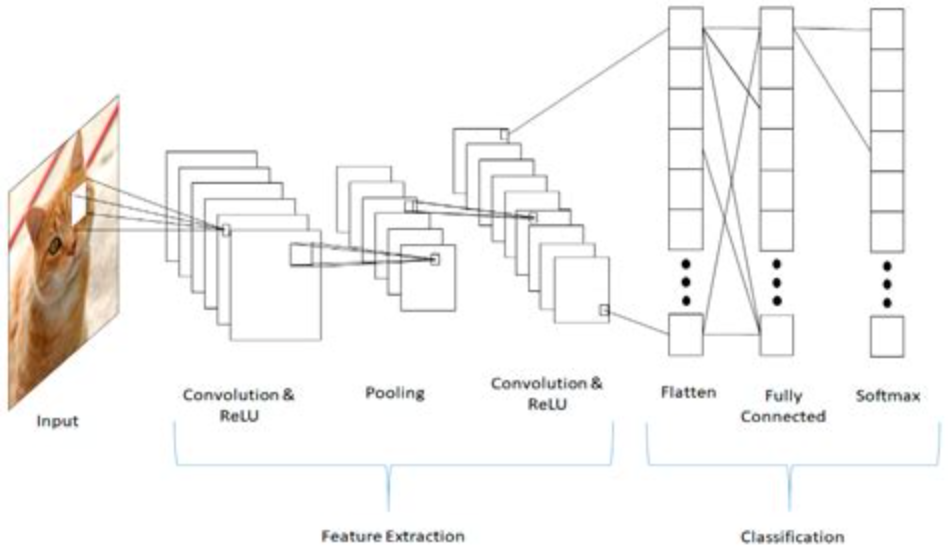 Input
Convolution &
ReLU
Pooling
Convolution &
ReLU
Flatten
Fully
Connected
Softmax
Feature Extraction
Classification